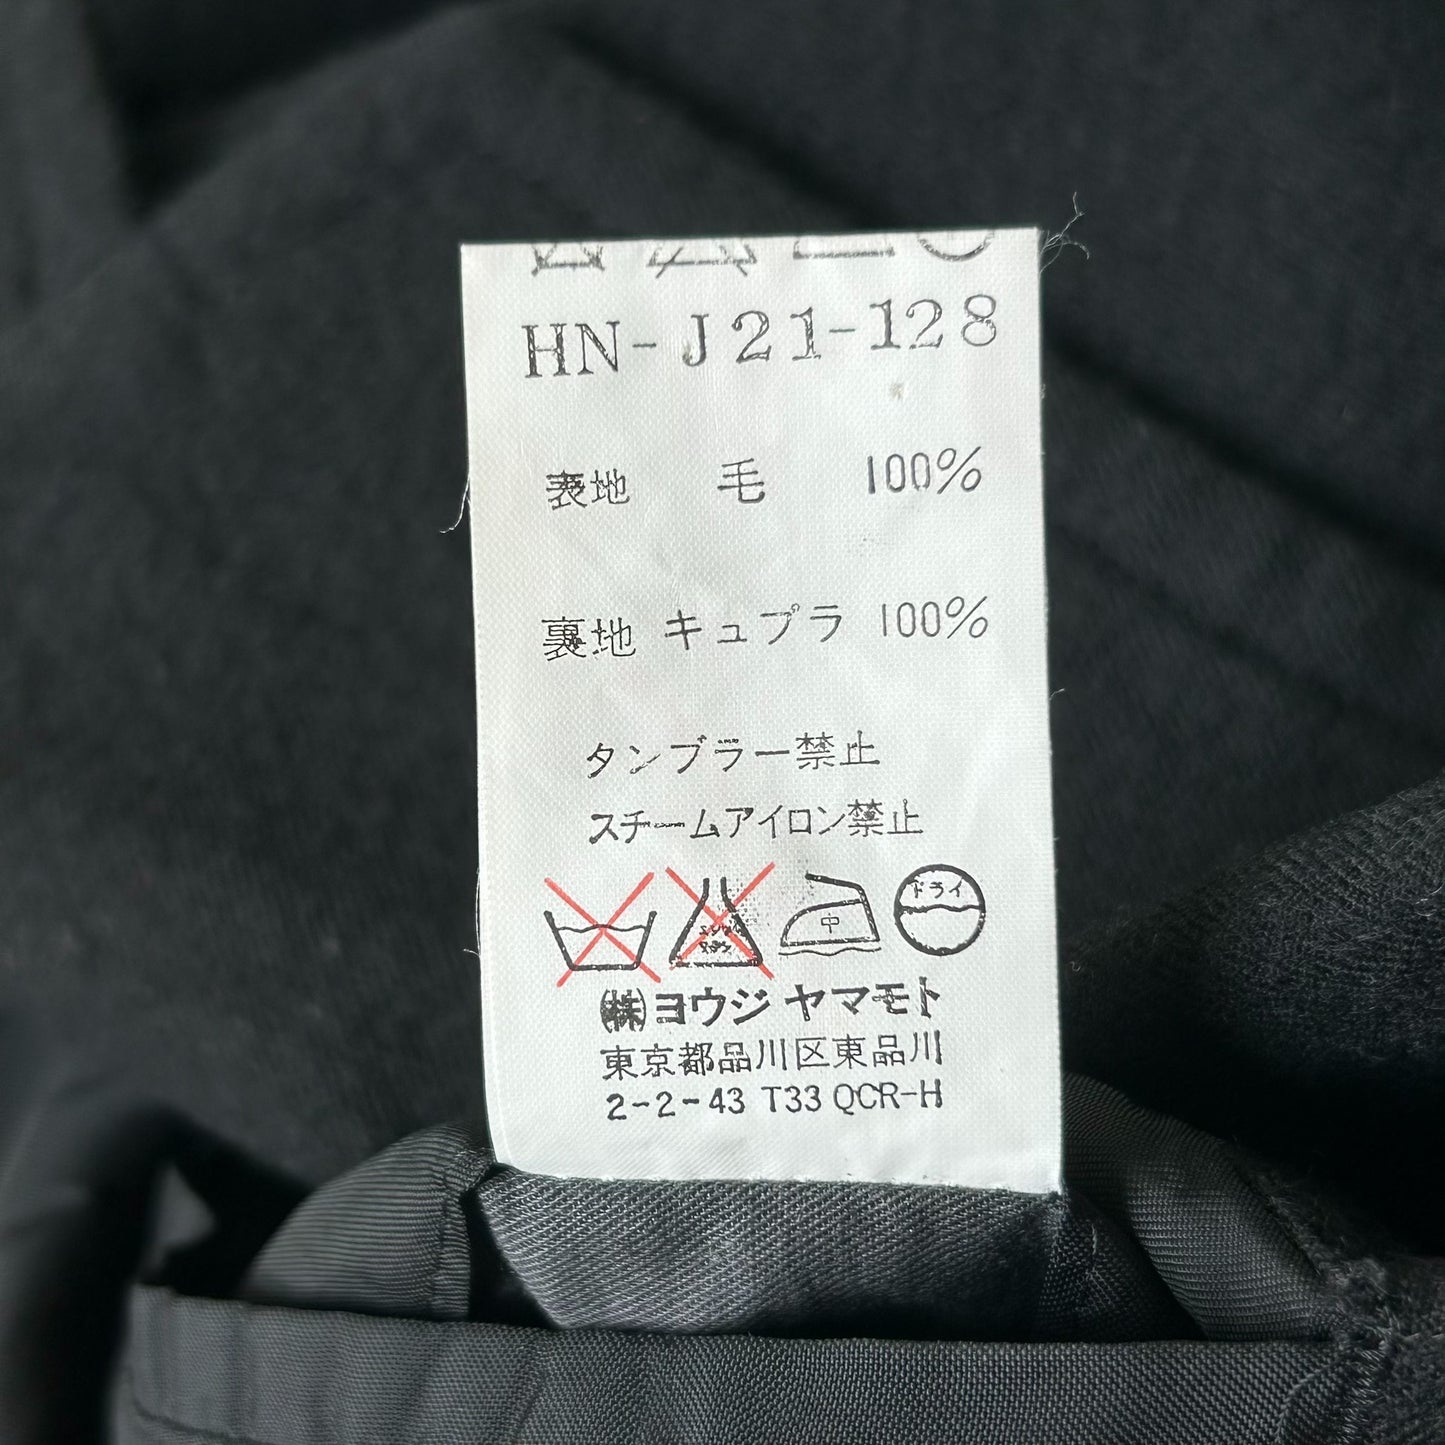 HN-J21-128
表地 毛 100%
裏地 キュプラ 100%
タンブラー禁止
スチームアイロン禁止
中 ドライ
㈱ヨウジ ヤマモト
東京都品川区東品川
2-2-43 T33 QCR-H